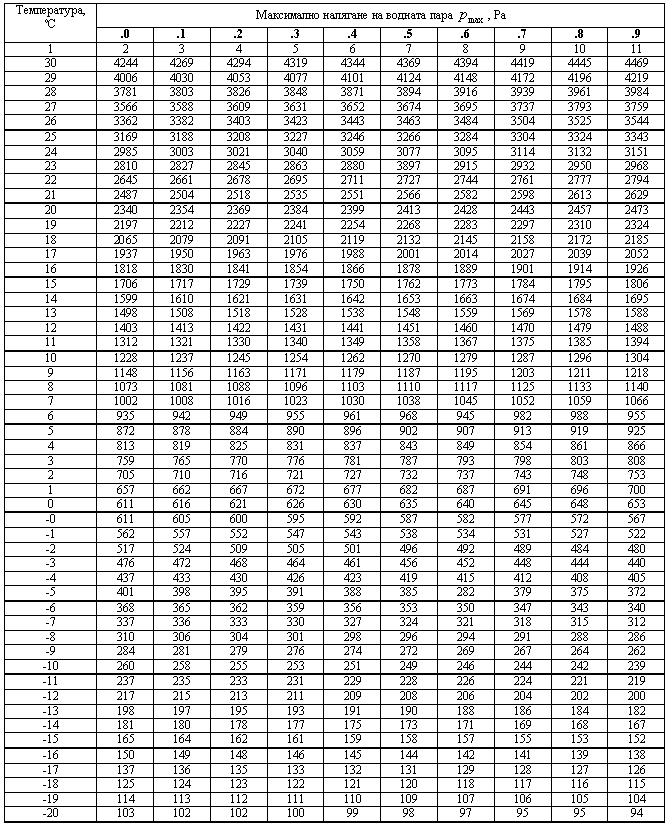 Температура, °C Максимално налягане на водната пара p max , Pa
.0 .1 .2 .3 .4 .5 .6 .7 .8 .9
1 2 3 4 5 6 7 8 9 10 11
30 4244 4269 4294 4319 4344 4369 4394 4419 4445 4469
29 4006 4030 4053 4077 4101 4124 4148 4172 4196 4219
28 3781 3803 3826 3848 3871 3894 3916 3939 3961 3984
27 3566 3588 3609 3631 3652 3674 3695 3737 3793 3759
26 3362 3382 3403 3423 3443 3463 3484 3504 3525 3544
25 3169 3188 3208 3227 3246 3266 3284 3304 3324 3343
24 2985 3003 3021 3040 3059 3077 3095 3114 3132 3151
23 2810 2827 2845 2863 2880 2897 2915 2932 2950 2968
22 2645 2661 2678 2695 2711 2727 2744 2761 2777 2794
21 2487 2504 2518 2535 2551 2566 2582 2598 2613 2629
20 2340 2354 2369 2384 2399 2413 2428 2443 2457 2473
19 2197 2212 2227 2241 2254 2268 2283 2297 2310 2324
18 2065 2079 2091 2105 2119 2132 2145 2158 2172 2185
17 1937 1950 1963 1976 1988 2001 2014 2027 2039 2052
16 1818 1830 1841 1854 1866 1878 1889 1901 1914 1926
15 1706 1717 1729 1739 1750 1762 1773 1784 1795 1806
14 1599 1610 1621 1631 1642 1653 1663 1674 1684 1695
13 1498 1508 1518 1528 1538 1548 1559 1569 1578 1588
12 1403 1413 1422 1431 1441 1451 1460 1470 1479 1488
11 1312 1321 1330 1340 1349 1358 1367 1375 1385 1394
10 1228 1237 1245 1254 1262 1270 1279 1287 1296 1304
9 1148 1156 1163 1171 1179 1187 1195 1203 1211 1218
8 1073 1081 1088 1096 1103 1110 1117 1125 1133 1140
7 1002 1008 1016 1023 1030 1038 1045 1052 1059 1066
6 935 942 949 955 961 968 945 982 988 955
5 872 878 884 890 896 902 907 913 919 925
4 813 819 825 831 837 843 849 854 861 866
3 759 765 770 776 781 787 793 798 803 808
2 705 710 716 721 727 732 737 743 748 753
1 657 662 667 672 677 682 687 691 696 700
0 611 616 621 626 630 635 640 645 648 653
-0 611 605 600 595 592 587 582 577 572 567
-1 562 557 552 547 543 538 534 531 527 522
-2 517 524 509 505 501 496 492 489 484 480
-3 476 472 468 464 461 456 452 448 444 440
-4 437 433 430 426 423 419 415 412 408 405
-5 401 398 395 391 388 385 282 379 375 372
-6 368 365 362 359 356 353 350 347 343 340
-7 337 336 333 330 327 324 321 318 315 312
-8 310 306 304 301 298 296 294 291 288 286
-9 284 281 279 276 274 272 269 267 264 262
-10 260 258 255 253 251 249 246 244 242 239
-11 237 235 233 231 229 228 226 224 221 219
-12 217 215 213 211 209 208 206 204 202 200
-13 198 197 195 193 191 190 188 186 184 182
-14 181 180 178 177 175 173 171 169 168 167
-15 165 164 162 161 159 158 157 155 153 152
-16 150 149 148 146 145 144 142 141 139 138
-17 137 136 135 133 132 131 129 128 127 126
-18 125 124 123 122 121 120 118 117 116 115
-19 114 113 112 111 110 109 107 106 105 104
-20 103 102 102 100 99 98 97 95 95 94